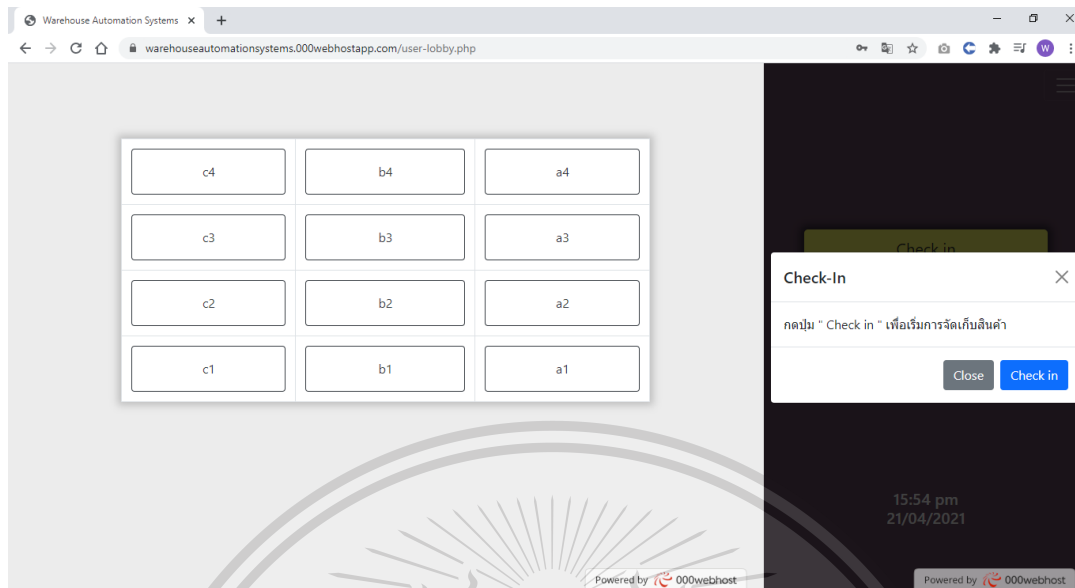 Warehouse Automation Systems
warehouseautomationsystems.000webhostapp.com/user-lobby.php
W
c4 b4 a4
c3 b3 a3
c2 b2 a2
c1 b1 a1
Check in
Check-In
กดปุ่ม " Check in " เพื่อเริ่มการจัดเก็บสินค้า
Close Check in
15:54 pm
21/04/2021
Powered by 000webhost
Powered by 000webhost